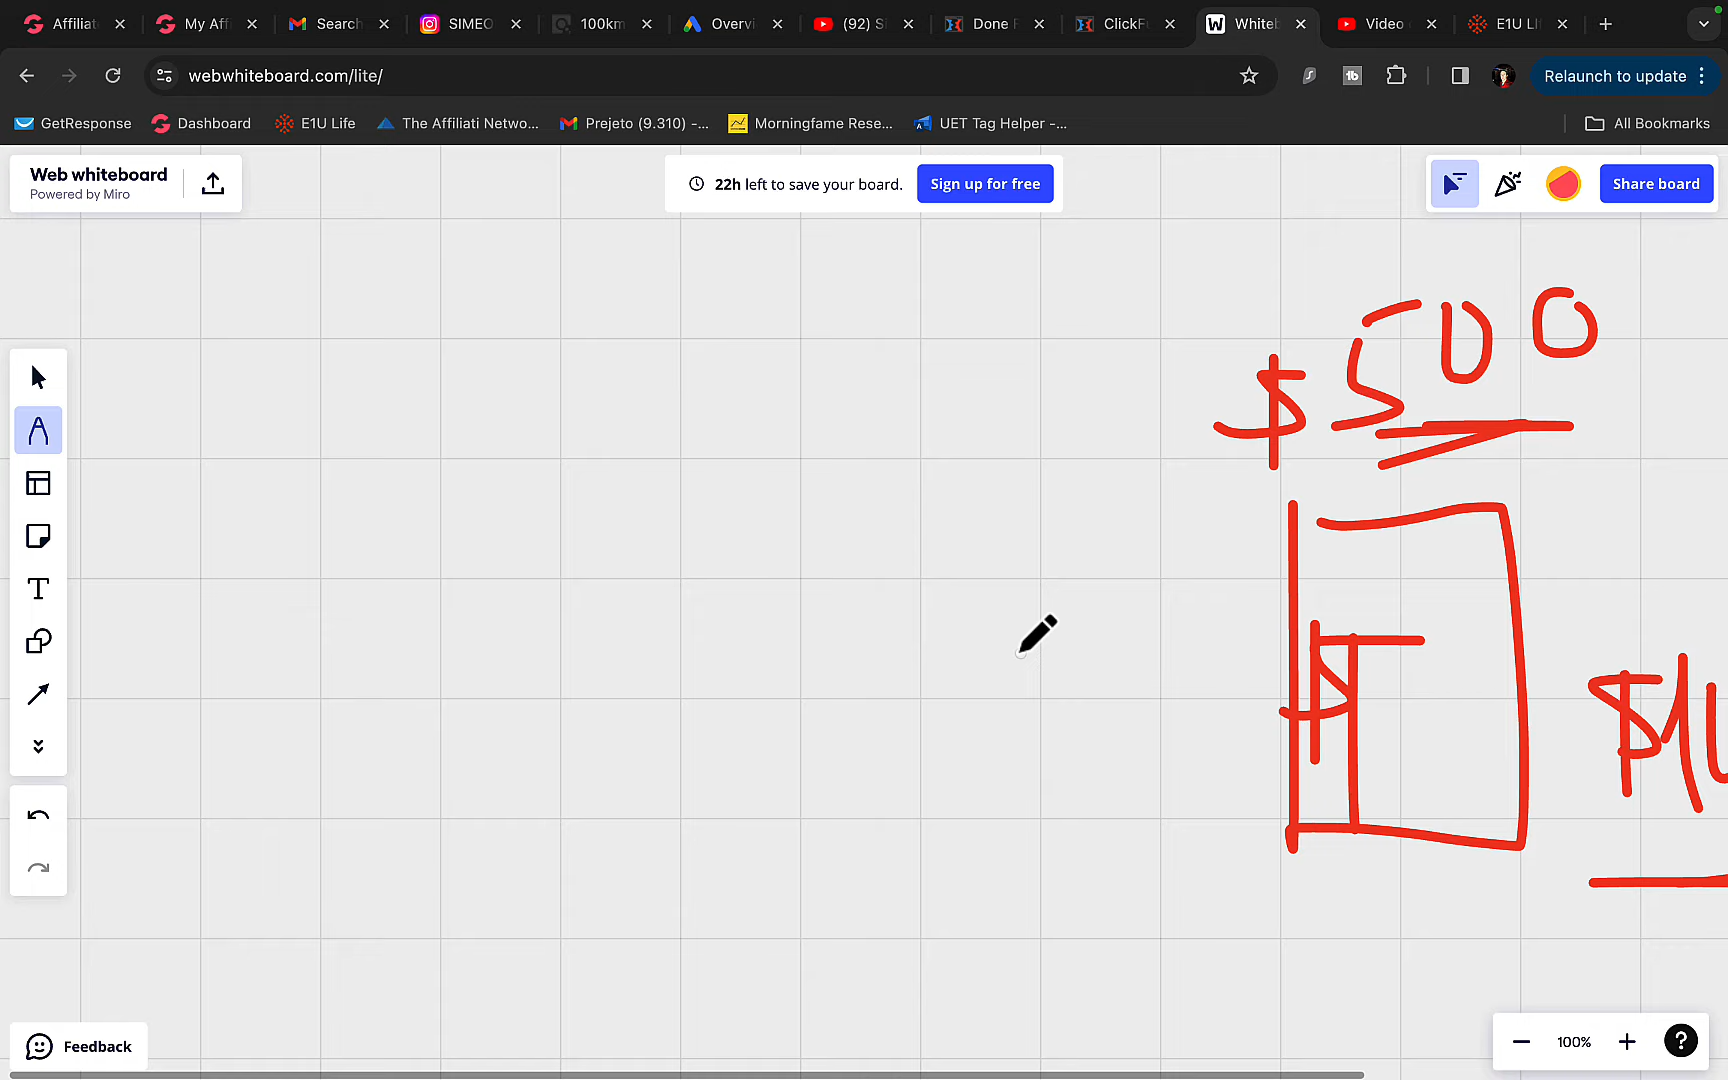 Affiliat
My Aff
Search
SIMEO
100km
Overvi
(92) S
Done F
ClickFu
Whiteb
Video
E1U Li
webwhiteboard.com/lite/
Relaunch to update
GetResponse
Dashboard
E1U Life
The Affiliati Netwo...
Prejeto (9.310) -...
Morningfame Rese...
UET Tag Helper -...
All Bookmarks
Web whiteboard
Powered by Miro
22h left to save your board.
Sign up for free
Share board
$500
Feedback
100%